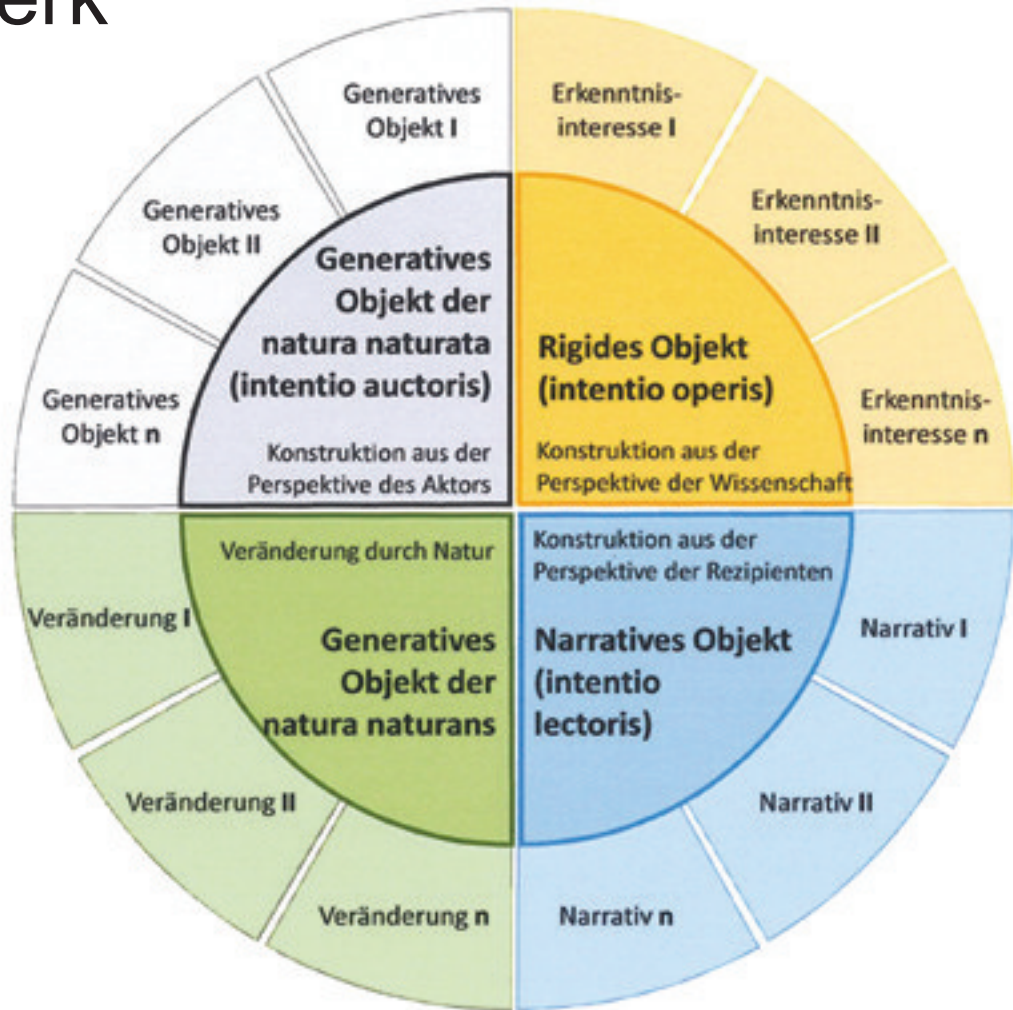 erk
Generatives
Objekt I
Generatives
Objekt II
Generatives
Objekt n
Generatives
Objekt der
natura naturata
(intentio auctoris)
Konstruktion aus der
Perspektive des Aktors
Erkenntnis-
interesse I
Erkenntnis-
interesse II
Erkenntnis-
interesse n
Rigides Objekt
(intentio operis)
Konstruktion aus der
Perspektive der Wissenschaft
Veränderung durch Natur
Generatives
Objekt der
natura naturans
Veränderung I
Veränderung II
Veränderung n
Konstruktion aus der
Perspektive der Rezipienten
Narratives Objekt
(intentio
lectoris)
Narrativ I
Narrativ II
Narrativ n